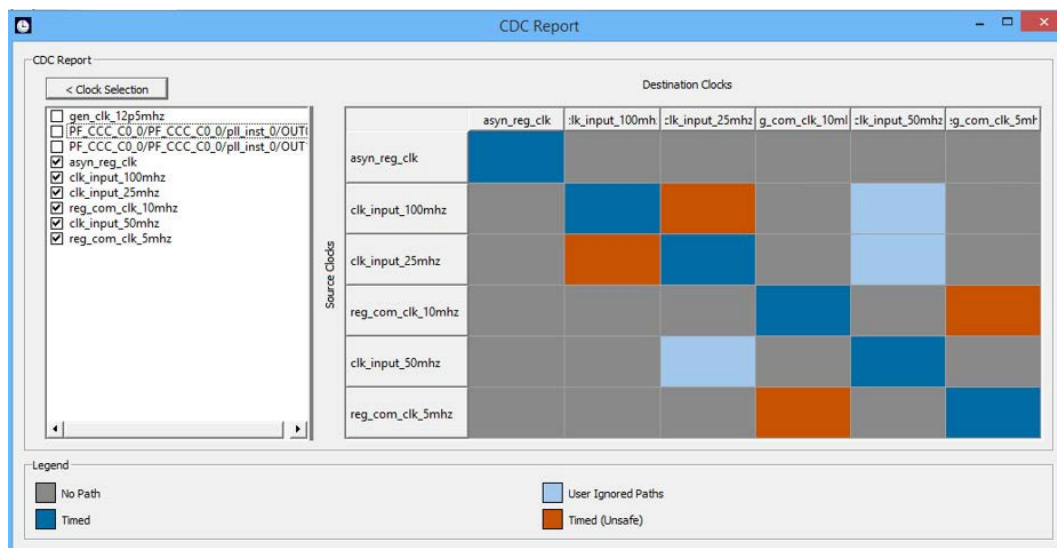 CDC Report
CDC Report
< Clock Selection
gen_clk_12p5mhz
PF_CCC_C0_0/PF_CCC_C0_0/pll_inst_0/OUT(
PF_CCC_C0_0/PF_CCC_C0_0/pll_inst_0/OUT
asyn_reg_clk
clk_input_100mhz
clk_input_25mhz
reg_com_clk_10mhz
clk_input_50mhz
reg_com_clk_5mhz
Destination Clocks
asyn_reg_clk :lk_input_100mh: :lk_input_25mhz g_com_clk_10ml :lk_input_50mhz :g_com_clk_5mh
Source Clocks
asyn_reg_clk
clk_input_100mhz
clk_input_25mhz
reg_com_clk_10mhz
clk_input_50mhz
reg_com_clk_5mhz
Legend
No Path
User Ignored Paths
Timed
Timed (Unsafe)